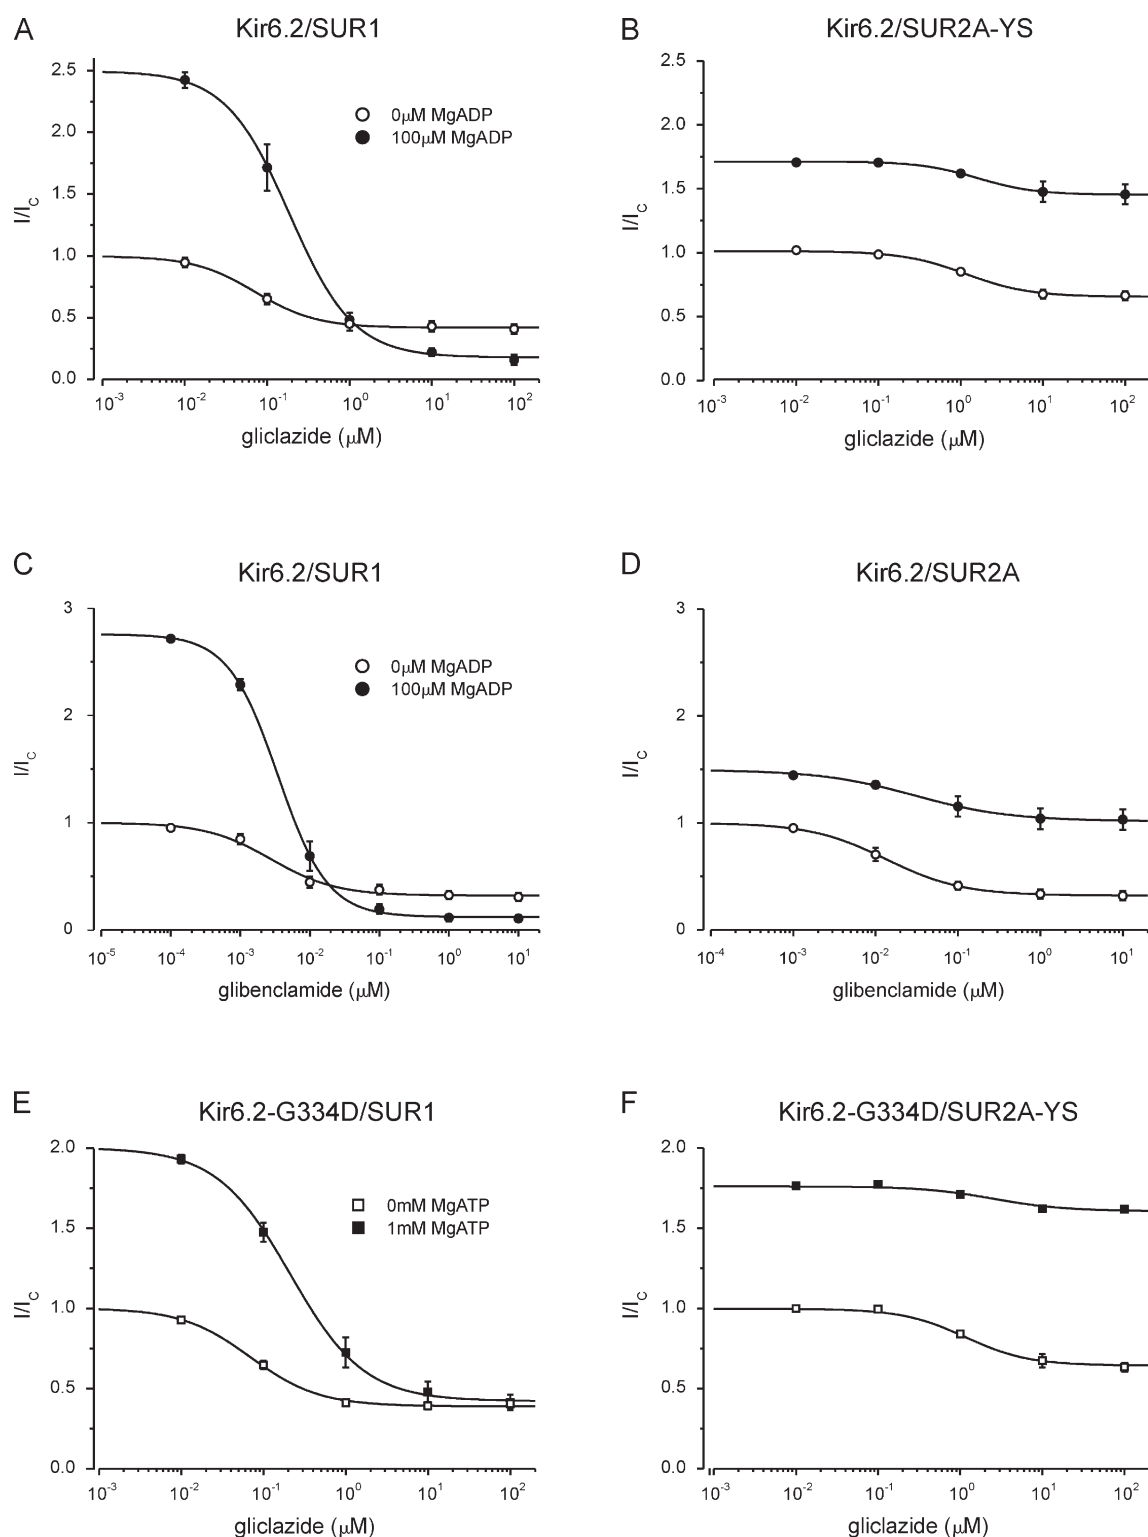 A
Kir6.2/SUR1
2.5
2.0
1.5
1.0
0.5
0.0
I/I_C
0µM MgADP
100µM MgADP
10^-3 10^-2 10^-1 10^0 10^1 10^2
gliclazide (µM)
B
Kir6.2/SUR2A-YS
2.5
2.0
1.5
1.0
0.5
0.0
I/I_C
10^-3 10^-2 10^-1 10^0 10^1 10^2
gliclazide (µM)
C
Kir6.2/SUR1
3
2
1
0
I/I_C
0µM MgADP
100µM MgADP
10^-5 10^-4 10^-3 10^-2 10^-1 10^0 10^1
glibenclamide (µM)
D
Kir6.2/SUR2A
3
2
1
0
I/I_C
10^-4 10^-3 10^-2 10^-1 10^0 10^1
glibenclamide (µM)
E
Kir6.2-G334D/SUR1
2.0
1.5
1.0
0.5
0.0
I/I_C
0mM MgATP
1mM MgATP
10^-3 10^-2 10^-1 10^0 10^1 10^2
gliclazide (µM)
F
Kir6.2-G334D/SUR2A-YS
2.0
1.5
1.0
0.5
0.0
I/I_C
10^-3 10^-2 10^-1 10^0 10^1 10^2
gliclazide (µM)